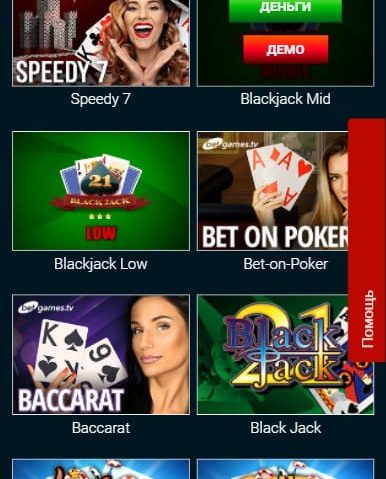 ДЕНЬГИ
ДЕМО
SPEEDY 7
Speedy 7
Blackjack Mid
21
BLACK JACK
LOW
betgames.tv
BET ON POKER
Blackjack Low
Bet-on-Poker
Помощь
betgames.tv
K
9
BACCARAT
Black
21
Jack
Baccarat
Black Jack